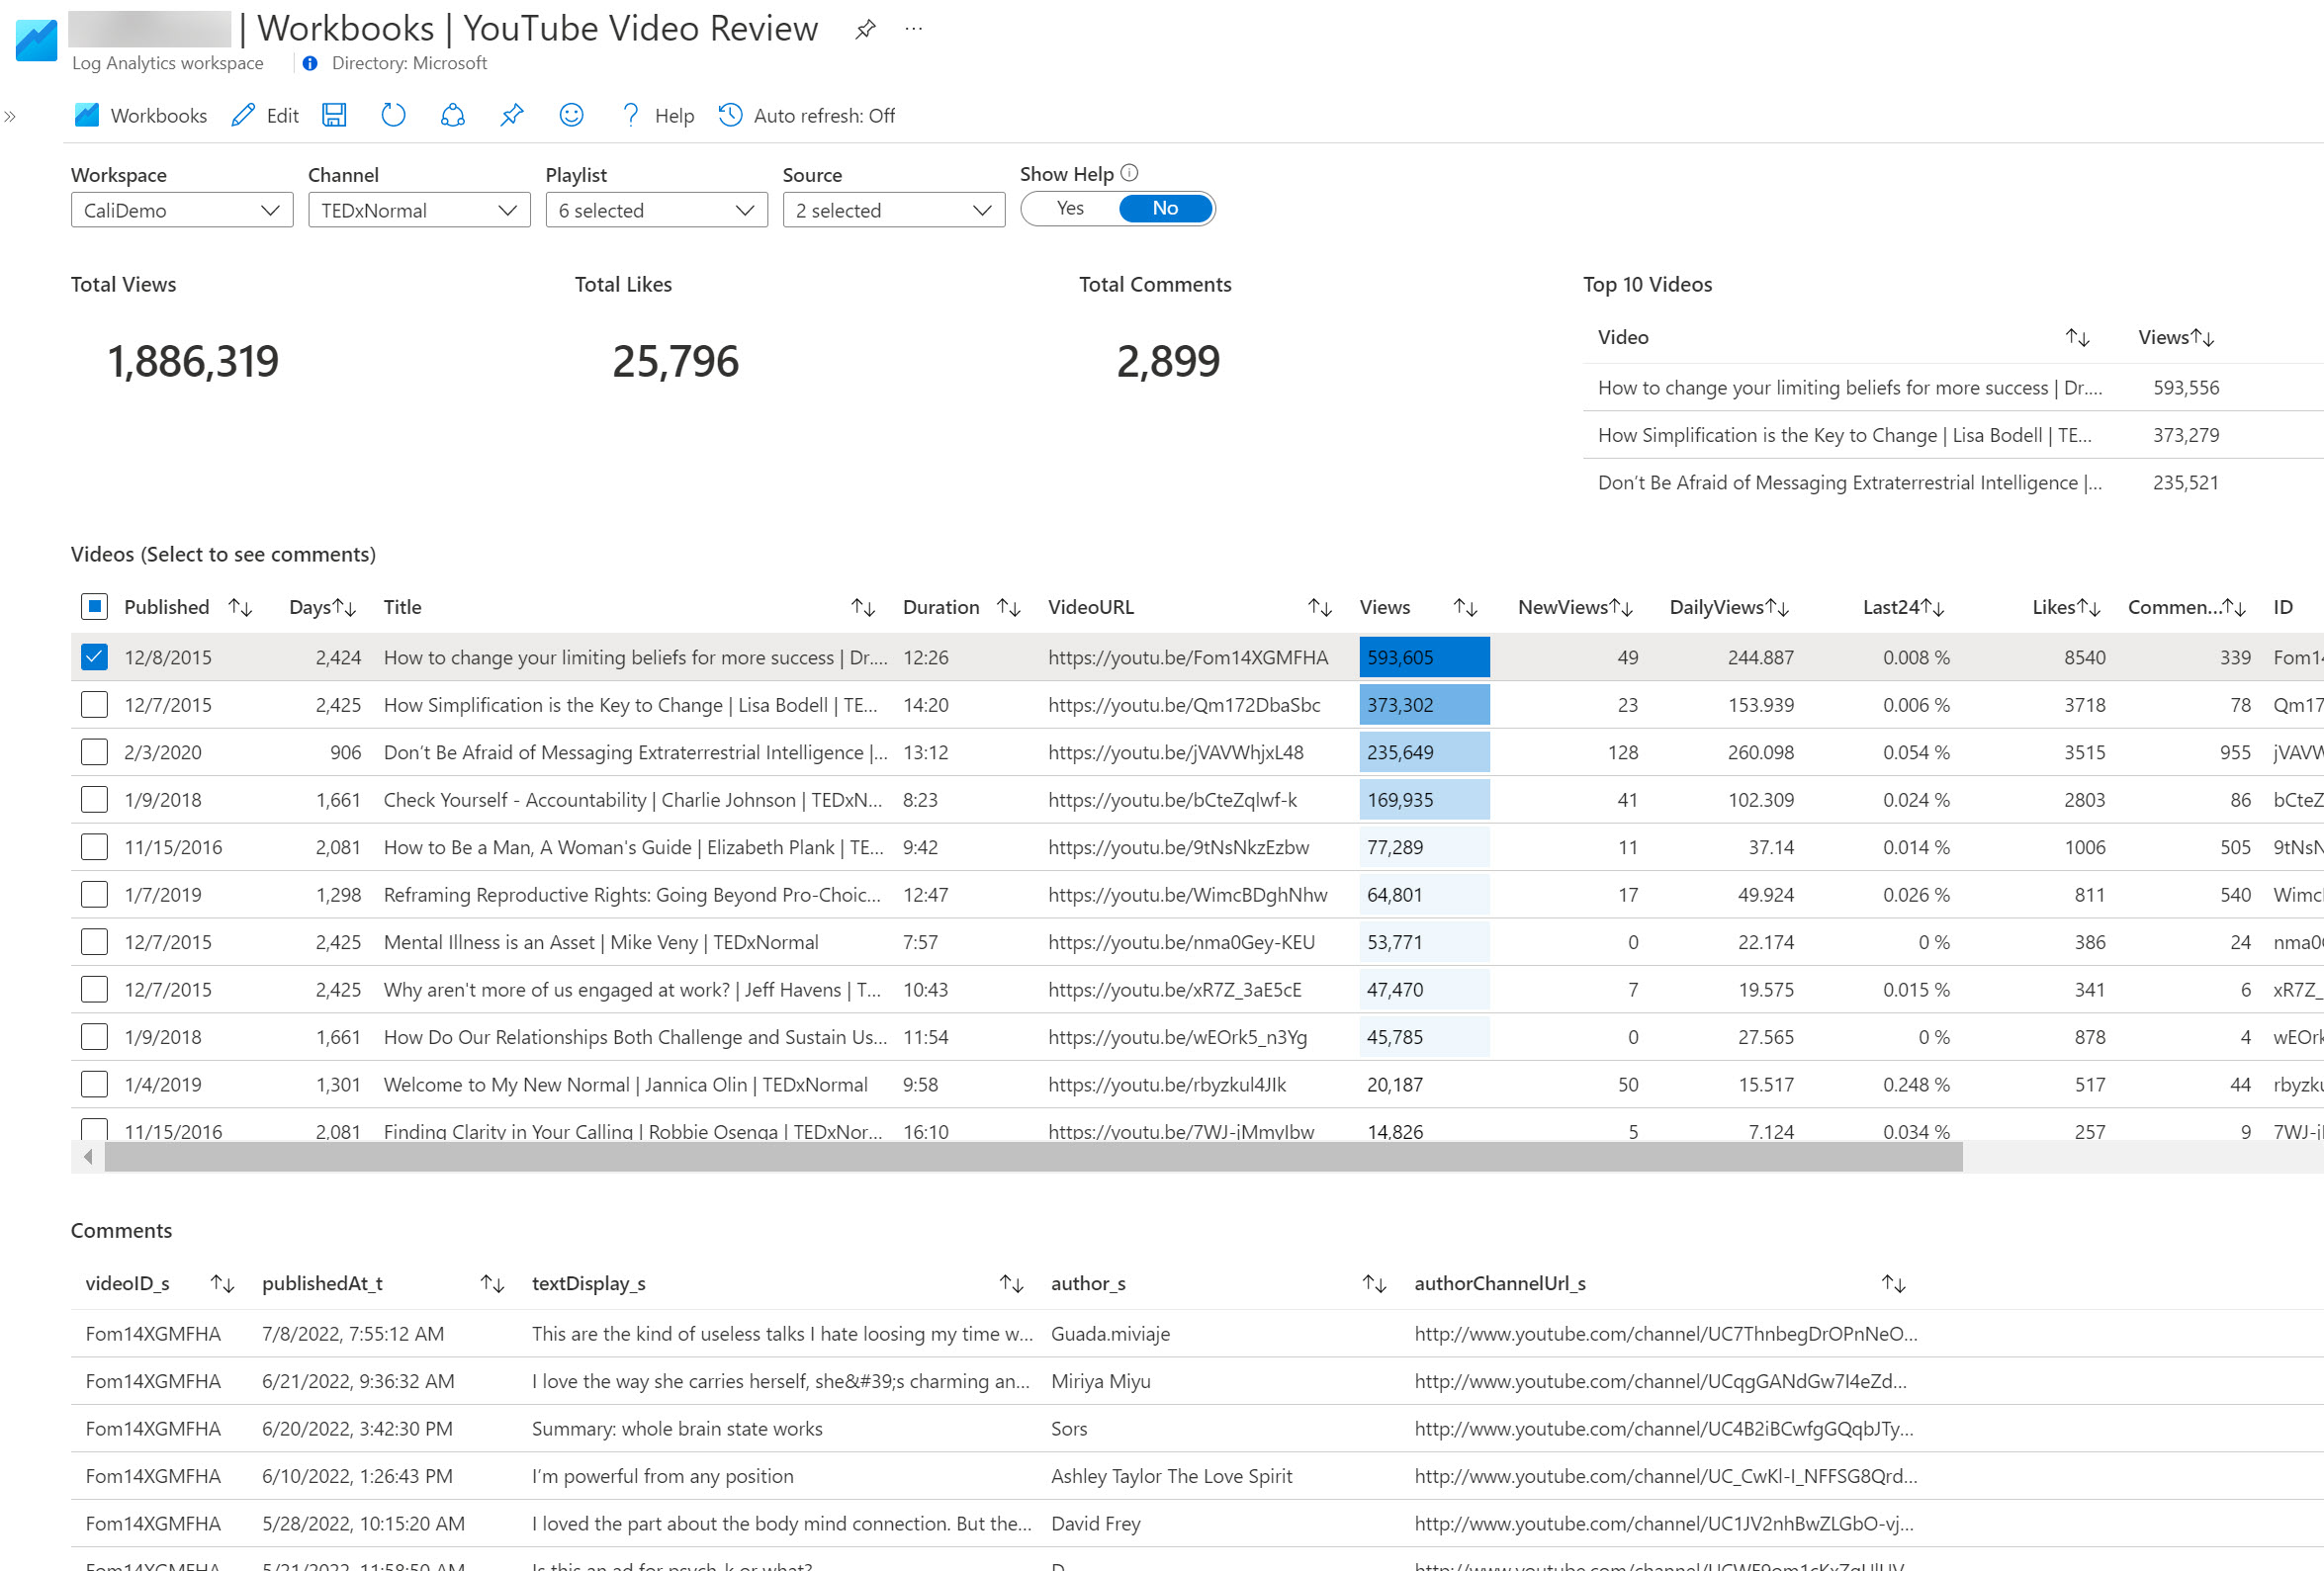 | Workbooks | YouTube Video Review ...
Log Analytics workspace Directory: Microsoft
Workbooks Edit Help Auto refresh: Off
Workspace Channel Playlist Source Show Help
CaliDemo TEDxNormal 6 selected 2 selected Yes No
Total Views Total Likes Total Comments Top 10 Videos
Video Views
1,886,319 25,796 2,899
How to change your limiting beliefs for more success | Dr.... 593,556
How Simplification is the Key to Change | Lisa Bodell | TE... 373,279
Don’t Be Afraid of Messaging Extraterrestrial Intelligence |... 235,521
Videos (Select to see comments)
Published Days Title Duration VideoURL Views NewViews DailyViews Last24 Likes Commen... ID
12/8/2015 2,424 How to change your limiting beliefs for more success | Dr.... 12:26 https://youtu.be/Fom14XGMFHA 593,605 49 244.887 0.008 % 8540 339 Fom14
12/7/2015 2,425 How Simplification is the Key to Change | Lisa Bodell | TE... 14:20 https://youtu.be/Qm172DbaSbc 373,302 23 153.939 0.006 % 3718 78 Qm17
2/3/2020 906 Don’t Be Afraid of Messaging Extraterrestrial Intelligence |... 13:12 https://youtu.be/jVAVWhjxL48 235,649 128 260.098 0.054 % 3515 955 jVAVW
1/9/2018 1,661 Check Yourself - Accountability | Charlie Johnson | TEDxN... 8:23 https://youtu.be/bCteZqlwf-k 169,935 41 102.309 0.024 % 2803 86 bCteZ
11/15/2016 2,081 How to Be a Man, A Woman's Guide | Elizabeth Plank | TE... 9:42 https://youtu.be/9tNsNkzEzbw 77,289 11 37.14 0.014 % 1006 505 9tNsN
1/7/2019 1,298 Reframing Reproductive Rights: Going Beyond Pro-Choic... 12:47 https://youtu.be/WimcBDghNhw 64,801 17 49.924 0.026 % 811 540 Wimc
12/7/2015 2,425 Mental Illness is an Asset | Mike Veny | TEDxNormal 7:57 https://youtu.be/nma0Gey-KEU 53,771 0 22.174 0 % 386 24 nma0
12/7/2015 2,425 Why aren't more of us engaged at work? | Jeff Havens | T... 10:43 https://youtu.be/xR7Z_3aE5cE 47,470 7 19.575 0.015 % 341 6 xR7Z_
1/9/2018 1,661 How Do Our Relationships Both Challenge and Sustain Us... 11:54 https://youtu.be/wEOrk5_n3Yg 45,785 0 27.565 0 % 878 4 wEOrk
1/4/2019 1,301 Welcome to My New Normal | Jannica Olin | TEDxNormal 9:58 https://youtu.be/rbyzkul4JIk 20,187 50 15.517 0.248 % 517 44 rbyzku
11/15/2016 2,081 Finding Clarity in Your Calling | Robbie Osenga | TEDxNor... 16:10 https://youtu.be/7WJ-jMmvIbw 14,826 5 7.124 0.034 % 257 9 7WJ-j
Comments
videoID_s publishedAt_t textDisplay_s author_s authorChannelUrl_s
Fom14XGMFHA 7/8/2022, 7:55:12 AM This are the kind of useless talks I hate loosing my time w... Guada.miviaje http://www.youtube.com/channel/UC7ThnbegDrOPnNeO...
Fom14XGMFHA 6/21/2022, 9:36:32 AM I love the way she carries herself, she&#39;s charming an... Miriya Miyu http://www.youtube.com/channel/UCqgGANdGw7I4eZd...
Fom14XGMFHA 6/20/2022, 3:42:30 PM Summary: whole brain state works Sors http://www.youtube.com/channel/UC4B2iBCwfgGQqbJTy...
Fom14XGMFHA 6/10/2022, 1:26:43 PM I’m powerful from any position Ashley Taylor The Love Spirit http://www.youtube.com/channel/UC_CwKl-I_NFFSG8Qrd...
Fom14XGMFHA 5/28/2022, 10:15:20 AM I loved the part about the body mind connection. But the... David Frey http://www.youtube.com/channel/UC1JV2nhBwZLGbO-vj...
Fom14XGMFHA 5/21/2022, 11:58:50 AM Is this an ad for psych-k or what?